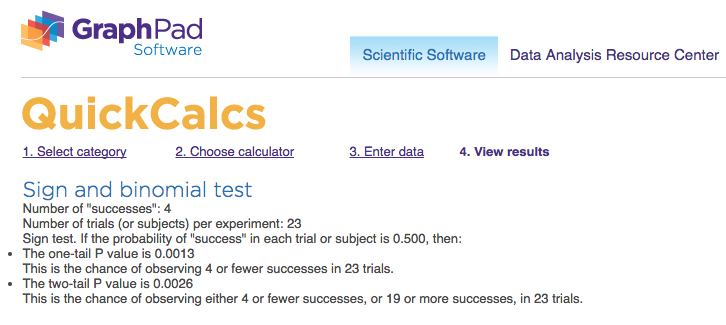 GraphPad
Software
Scientific Software Data Analysis Resource Center
QuickCalcs
1. Select category 2. Choose calculator 3. Enter data 4. View results
Sign and binomial test
Number of "successes": 4
Number of trials (or subjects) per experiment: 23
Sign test. If the probability of "success" in each trial or subject is 0.500, then:
• The one-tail P value is 0.0013
This is the chance of observing 4 or fewer successes in 23 trials.
• The two-tail P value is 0.0026
This is the chance of observing either 4 or fewer successes, or 19 or more successes, in 23 trials.